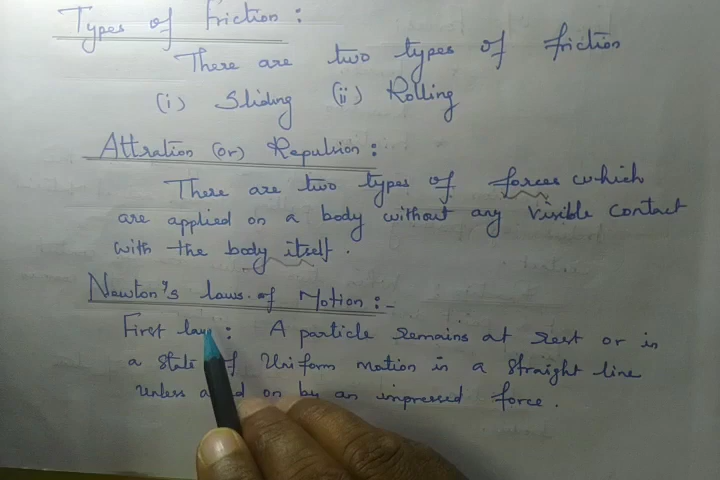 Types of Friction :
There are two types of friction
(i) Sliding (ii) Rolling
Attration (or) Repulsion :
There are two types of forces which
are applied on a body without any visible contact
with the body itself .
Newton's laws of Motion :-
First law : A particle remains at rest or in
a state of Uniform motion in a straight line
Unless on by an impressed force .